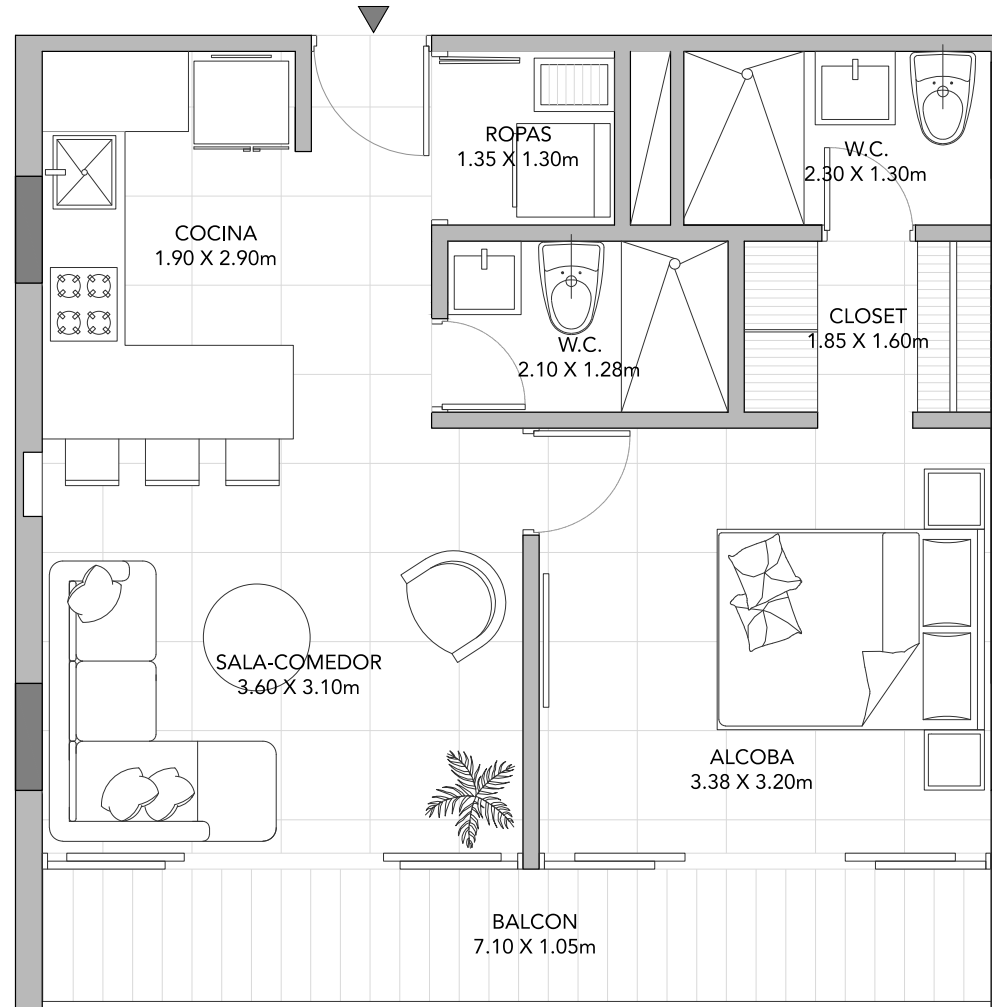 ROPAS
1.35 X 1.30m
W.C.
2.30 X 1.30m
COCINA
1.90 X 2.90m
CLOSET
1.85 X 1.60m
W.C.
2.10 X 1.28m
SALA-COMEDOR
3.60 X 3.10m
ALCOBA
3.38 X 3.20m
BALCON
7.10 X 1.05m